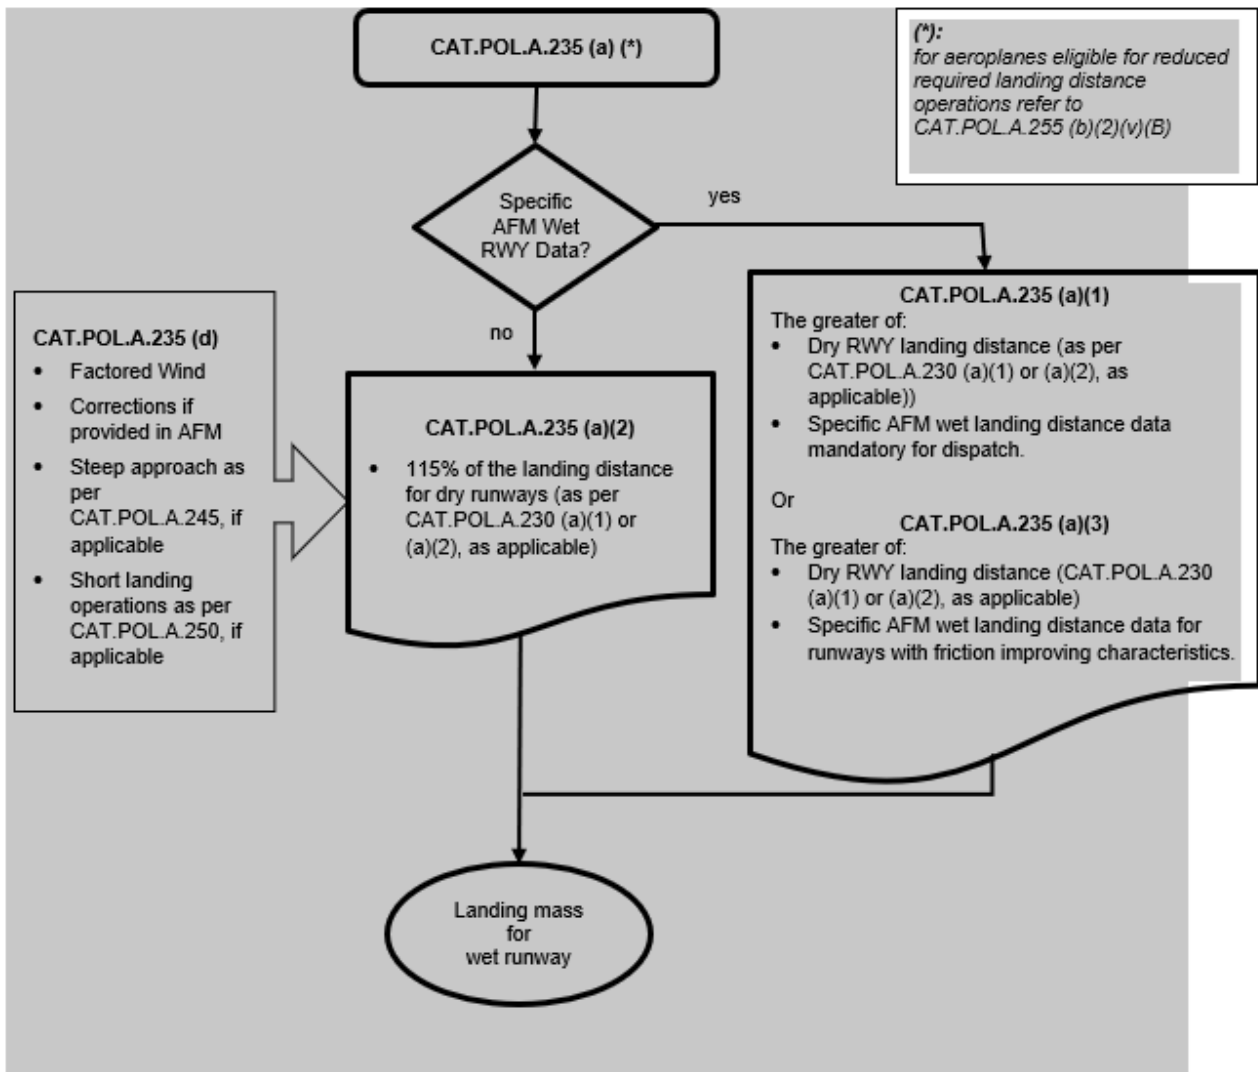 CAT.POL.A.235 (a) (*)
(*):
for aeroplanes eligible for reduced
required landing distance
operations refer to
CAT.POL.A.255 (b)(2)(v)(B)
Specific
AFM Wet
RWY Data?
yes
no
CAT.POL.A.235 (d)
• Factored Wind
• Corrections if
provided in AFM
• Steep approach as
per
CAT.POL.A.245, if
applicable
• Short landing
operations as per
CAT.POL.A.250, if
applicable
CAT.POL.A.235 (a)(2)
• 115% of the landing distance
for dry runways (as per
CAT.POL.A.230 (a)(1) or
(a)(2), as applicable)
CAT.POL.A.235 (a)(1)
The greater of:
• Dry RWY landing distance (as per
CAT.POL.A.230 (a)(1) or (a)(2), as
applicable))
• Specific AFM wet landing distance data
mandatory for dispatch.
Or
CAT.POL.A.235 (a)(3)
The greater of:
• Dry RWY landing distance (CAT.POL.A.230
(a)(1) or (a)(2), as applicable)
• Specific AFM wet landing distance data for
runways with friction improving characteristics.
Landing mass
for
wet runway